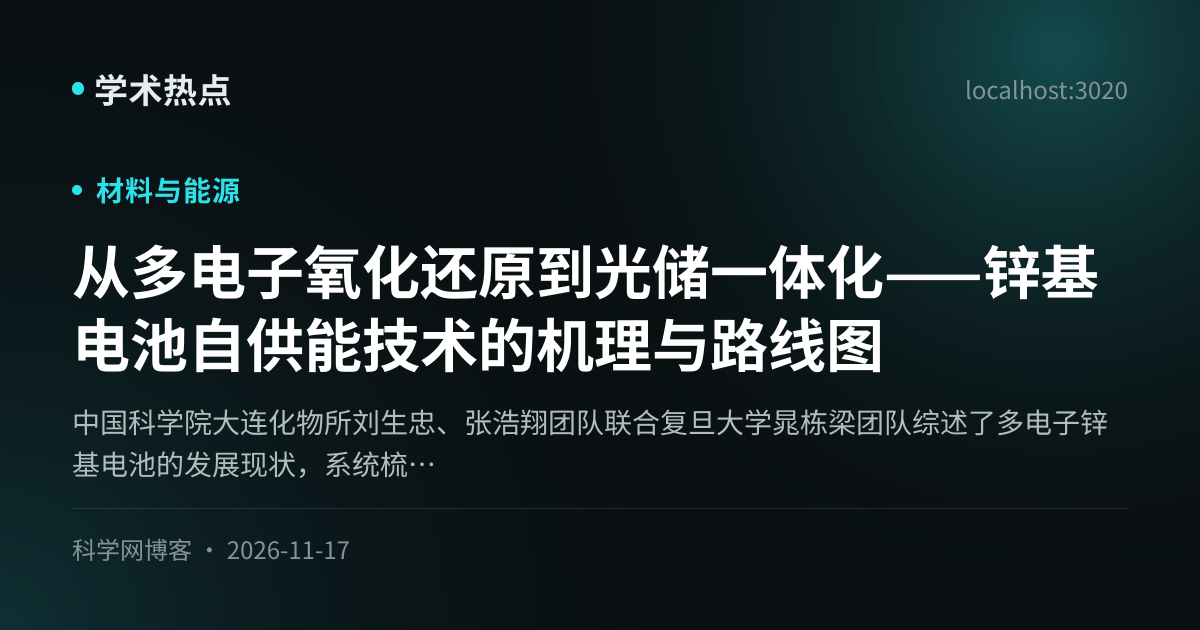 学术热点
localhost:3020
材料与能源
从多电子氧化还原到光储一体化——锌基
电池自供能技术的机理与路线图
中国科学院大连化物所刘生忠、张浩翔团队联合复旦大学晁栋梁团队综述了多电子锌
基电池的发展现状，系统梳…
科学网博客 · 2026-11-17